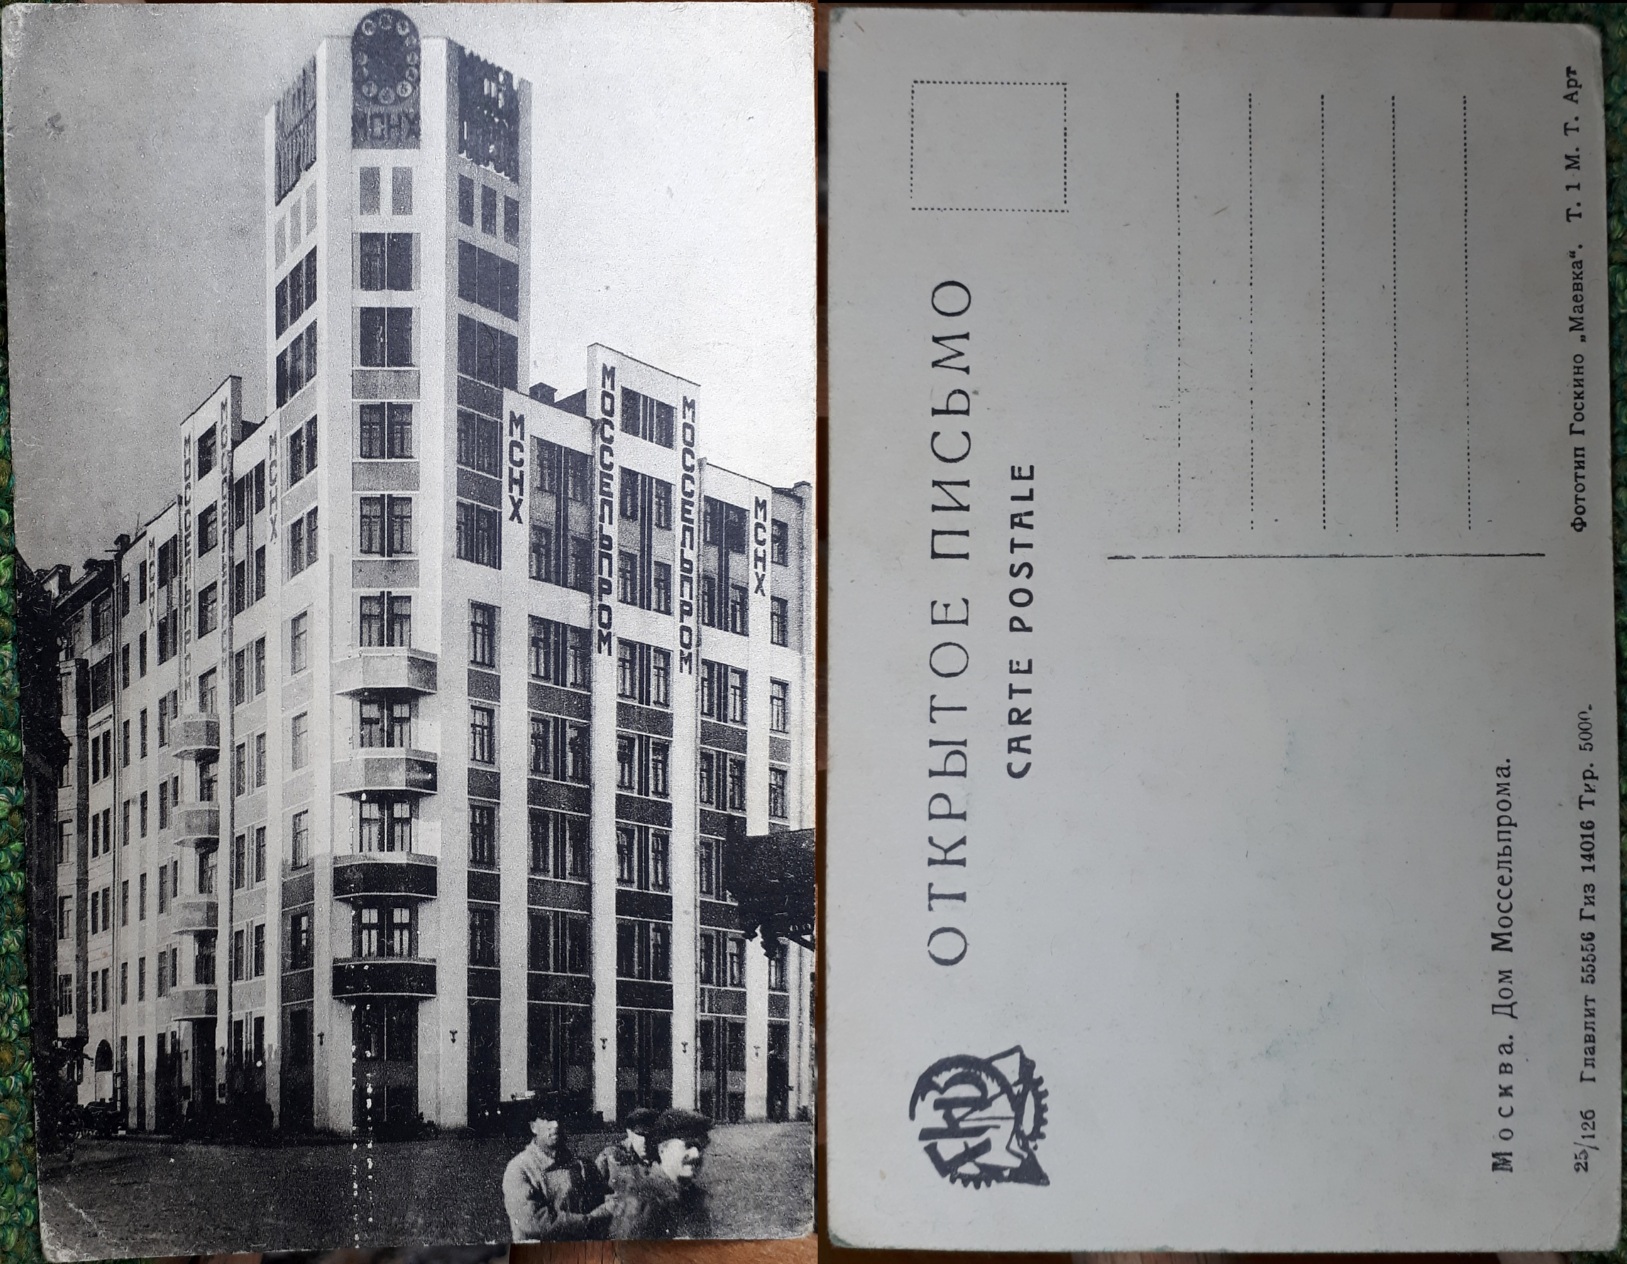 МСНХ
МОССЕЛЬПРОМ
МОССЕЛЬПРОМ
МСНХ
МСНХ
МОССЕЛЬПРОМ
МОССЕЛЬПРОМ
МСНХ
МСНХ
ОТКРЫТОЕ ПИСЬМО
CARTE POSTALE
Москва. Дом Моссельпрома.
25/126 Главлит 55556 Гиз 14016 Тир. 5000. Фототип Госкино „Маевка“. Т. 1 М. Т. Арт